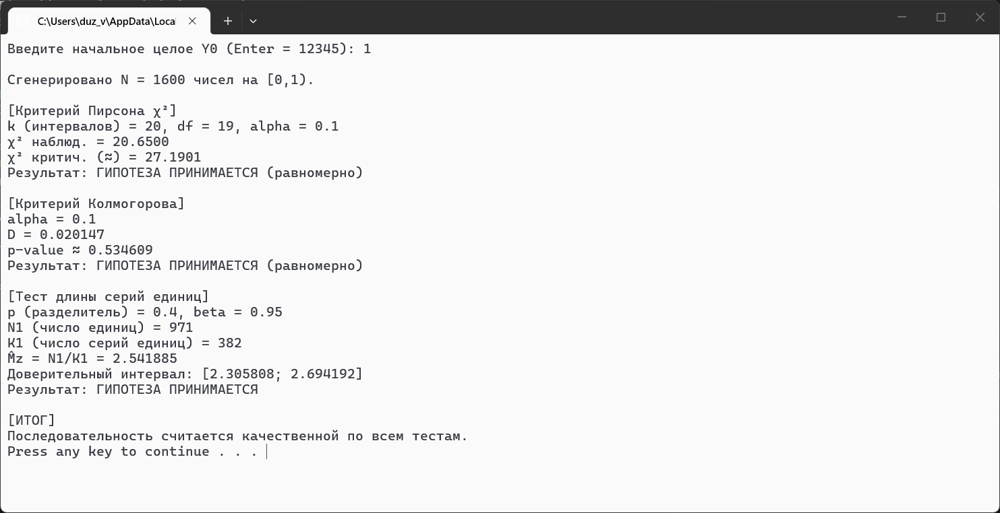 C:\Users\duz_v\AppData\Loca
Введите начальное целое Y0 (Enter = 12345): 1
Сгенерировано N = 1600 чисел на [0,1).
[Критерий Пирсона χ²]
k (интервалов) = 20, df = 19, alpha = 0.1
χ² наблюд. = 20.6500
χ² критич. (≈) = 27.1901
Результат: ГИПОТЕЗА ПРИНИМАЕТСЯ (равномерно)
[Критерий Колмогорова]
alpha = 0.1
D = 0.020147
p-value ≈ 0.534609
Результат: ГИПОТЕЗА ПРИНИМАЕТСЯ (равномерно)
[Тест длины серий единиц]
p (разделитель) = 0.4, beta = 0.95
N1 (число единиц) = 971
K1 (число серий единиц) = 382
M̂z = N1/K1 = 2.541885
Доверительный интервал: [2.305808; 2.694192]
Результат: ГИПОТЕЗА ПРИНИМАЕТСЯ
[ИТОГ]
Последовательность считается качественной по всем тестам.
Press any key to continue . . .